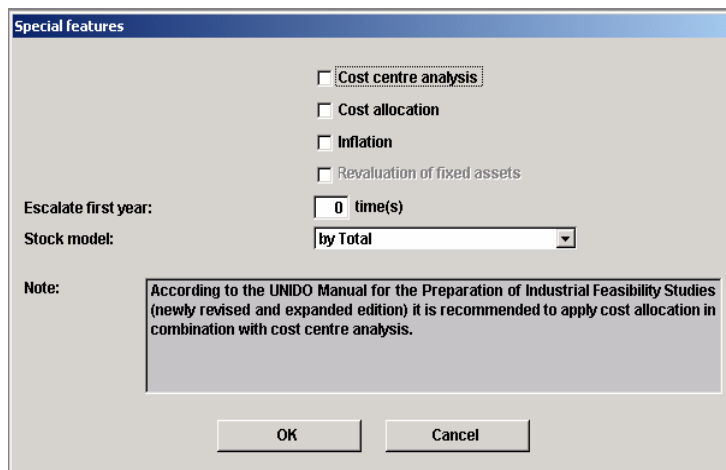 Special features
Cost centre analysis
Cost allocation
Inflation
Revaluation of fixed assets
Escalate first year: 0 time(s)
Stock model: by Total
Note: According to the UNIDO Manual for the Preparation of Industrial Feasibility Studies
(newly revised and expanded edition) it is recommended to apply cost allocation in
combination with cost centre analysis.
OK Cancel